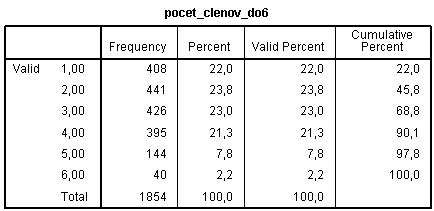 pocet_clenov_do6
Frequency Percent Valid Percent Cumulative Percent
Valid 1,00 408 22,0 22,0 22,0
2,00 441 23,8 23,8 45,8
3,00 426 23,0 23,0 68,8
4,00 395 21,3 21,3 90,1
5,00 144 7,8 7,8 97,8
6,00 40 2,2 2,2 100,0
Total 1854 100,0 100,0